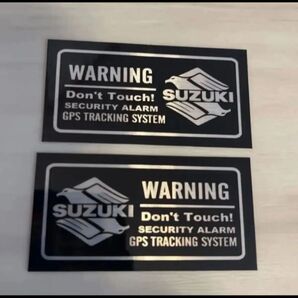 WARNING
Don't Touch!
SECURITY ALARM
GPS TRACKING SYSTEM
SUZUKI
SUZUKI
WARNING
Don't Touch!
SECURITY ALARM
GPS TRACKING SYSTEM